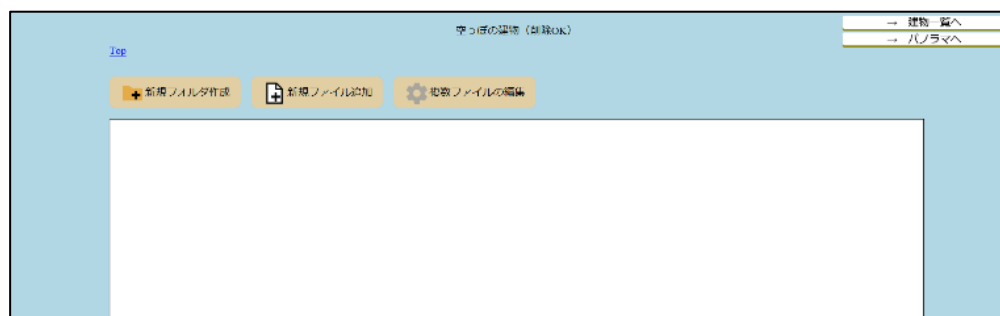 空っぽの建物（削除OK）
→ 建物一覧へ
→ パノラマへ
Top
新規フォルダ作成
新規ファイル追加
複数ファイルの編集